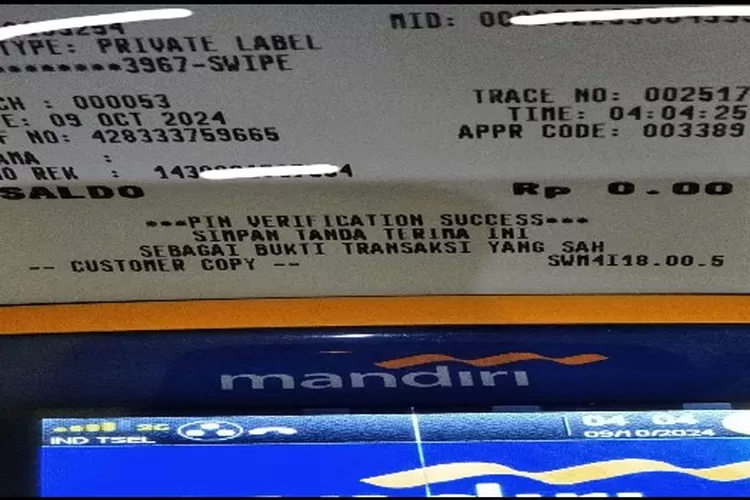 MID:
TYPE: PRIVATE LABEL
********3967-SWIPE
CH : 000053
TRACE NO: 002517
E: 09 OCT 2024
TIME: 04:04:25
F NO: 428333759665
APPR CODE: 003389
AMA :
O REK :
SALDO Rp 0.00
***PIN VERIFICATION SUCCESS***
SIMPAN TANDA TERIMA INI
SEBAGAI BUKTI TRANSAKSI YANG SAH
-- CUSTOMER COPY -- SWM4I18.00.5
mandiri
2G 04 04
IND TSEL 09/10/2024